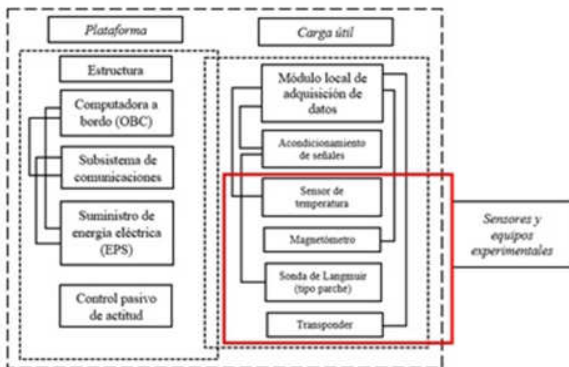 Plataforma
Carga útil
Estructura
Computadora a
bordo (OBC)
Subsistema de
comunicaciones
Suministro de
energía eléctrica
(EPS)
Control pasivo
de actitud
Módulo local de
adquisición de
datos
Acondicionamiento
de señales
Sensor de
temperatura
Magnetómetro
Sonda de Langmuir
(tipo parche)
Transponder
Sensores y
equipos
experimentales